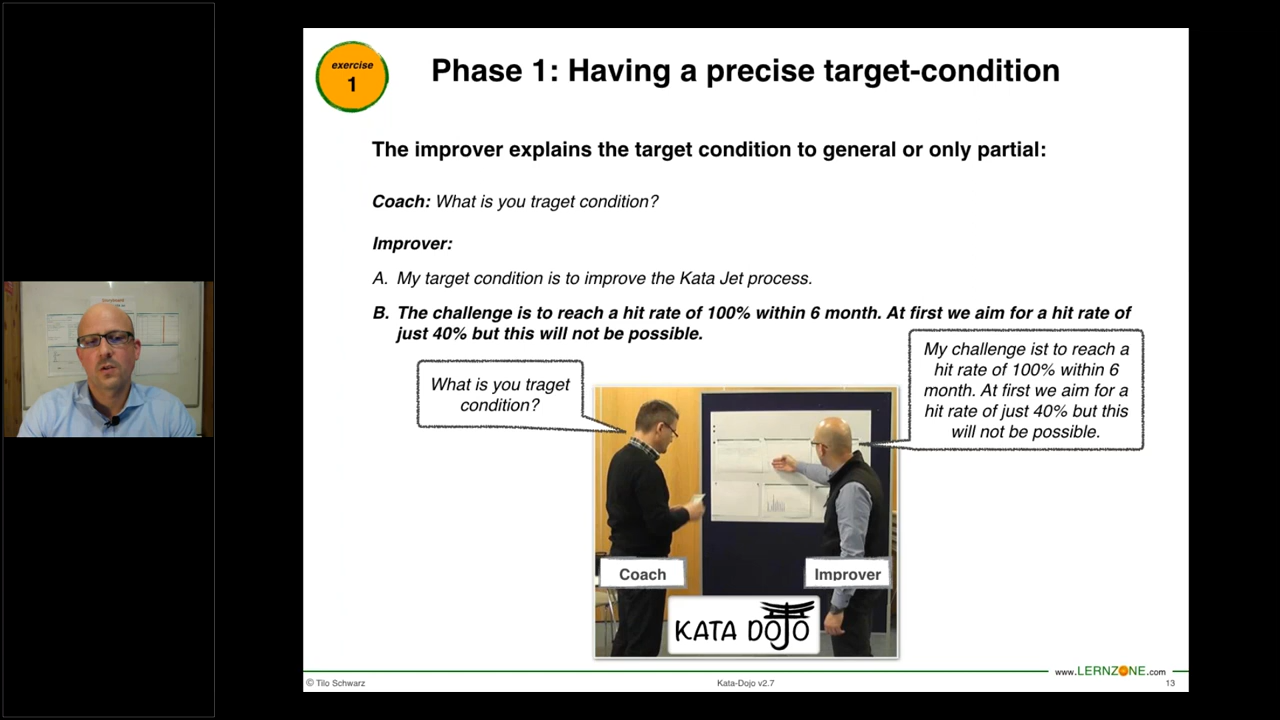 exercise
1
Phase 1: Having a precise target-condition
The improver explains the target condition to general or only partial:
Coach: What is you traget condition?
Improver:
A. My target condition is to improve the Kata Jet process.
B. The challenge is to reach a hit rate of 100% within 6 month. At first we aim for a hit rate of
just 40% but this will not be possible.
What is you traget
condition?
My challenge ist to reach a
hit rate of 100% within 6
month. At first we aim for a
hit rate of just 40% but this
will not be possible.
Coach
Improver
KATA DOJO
www.LERNZONE.com
© Tilo Schwarz
Kata-Dojo v2.7
13